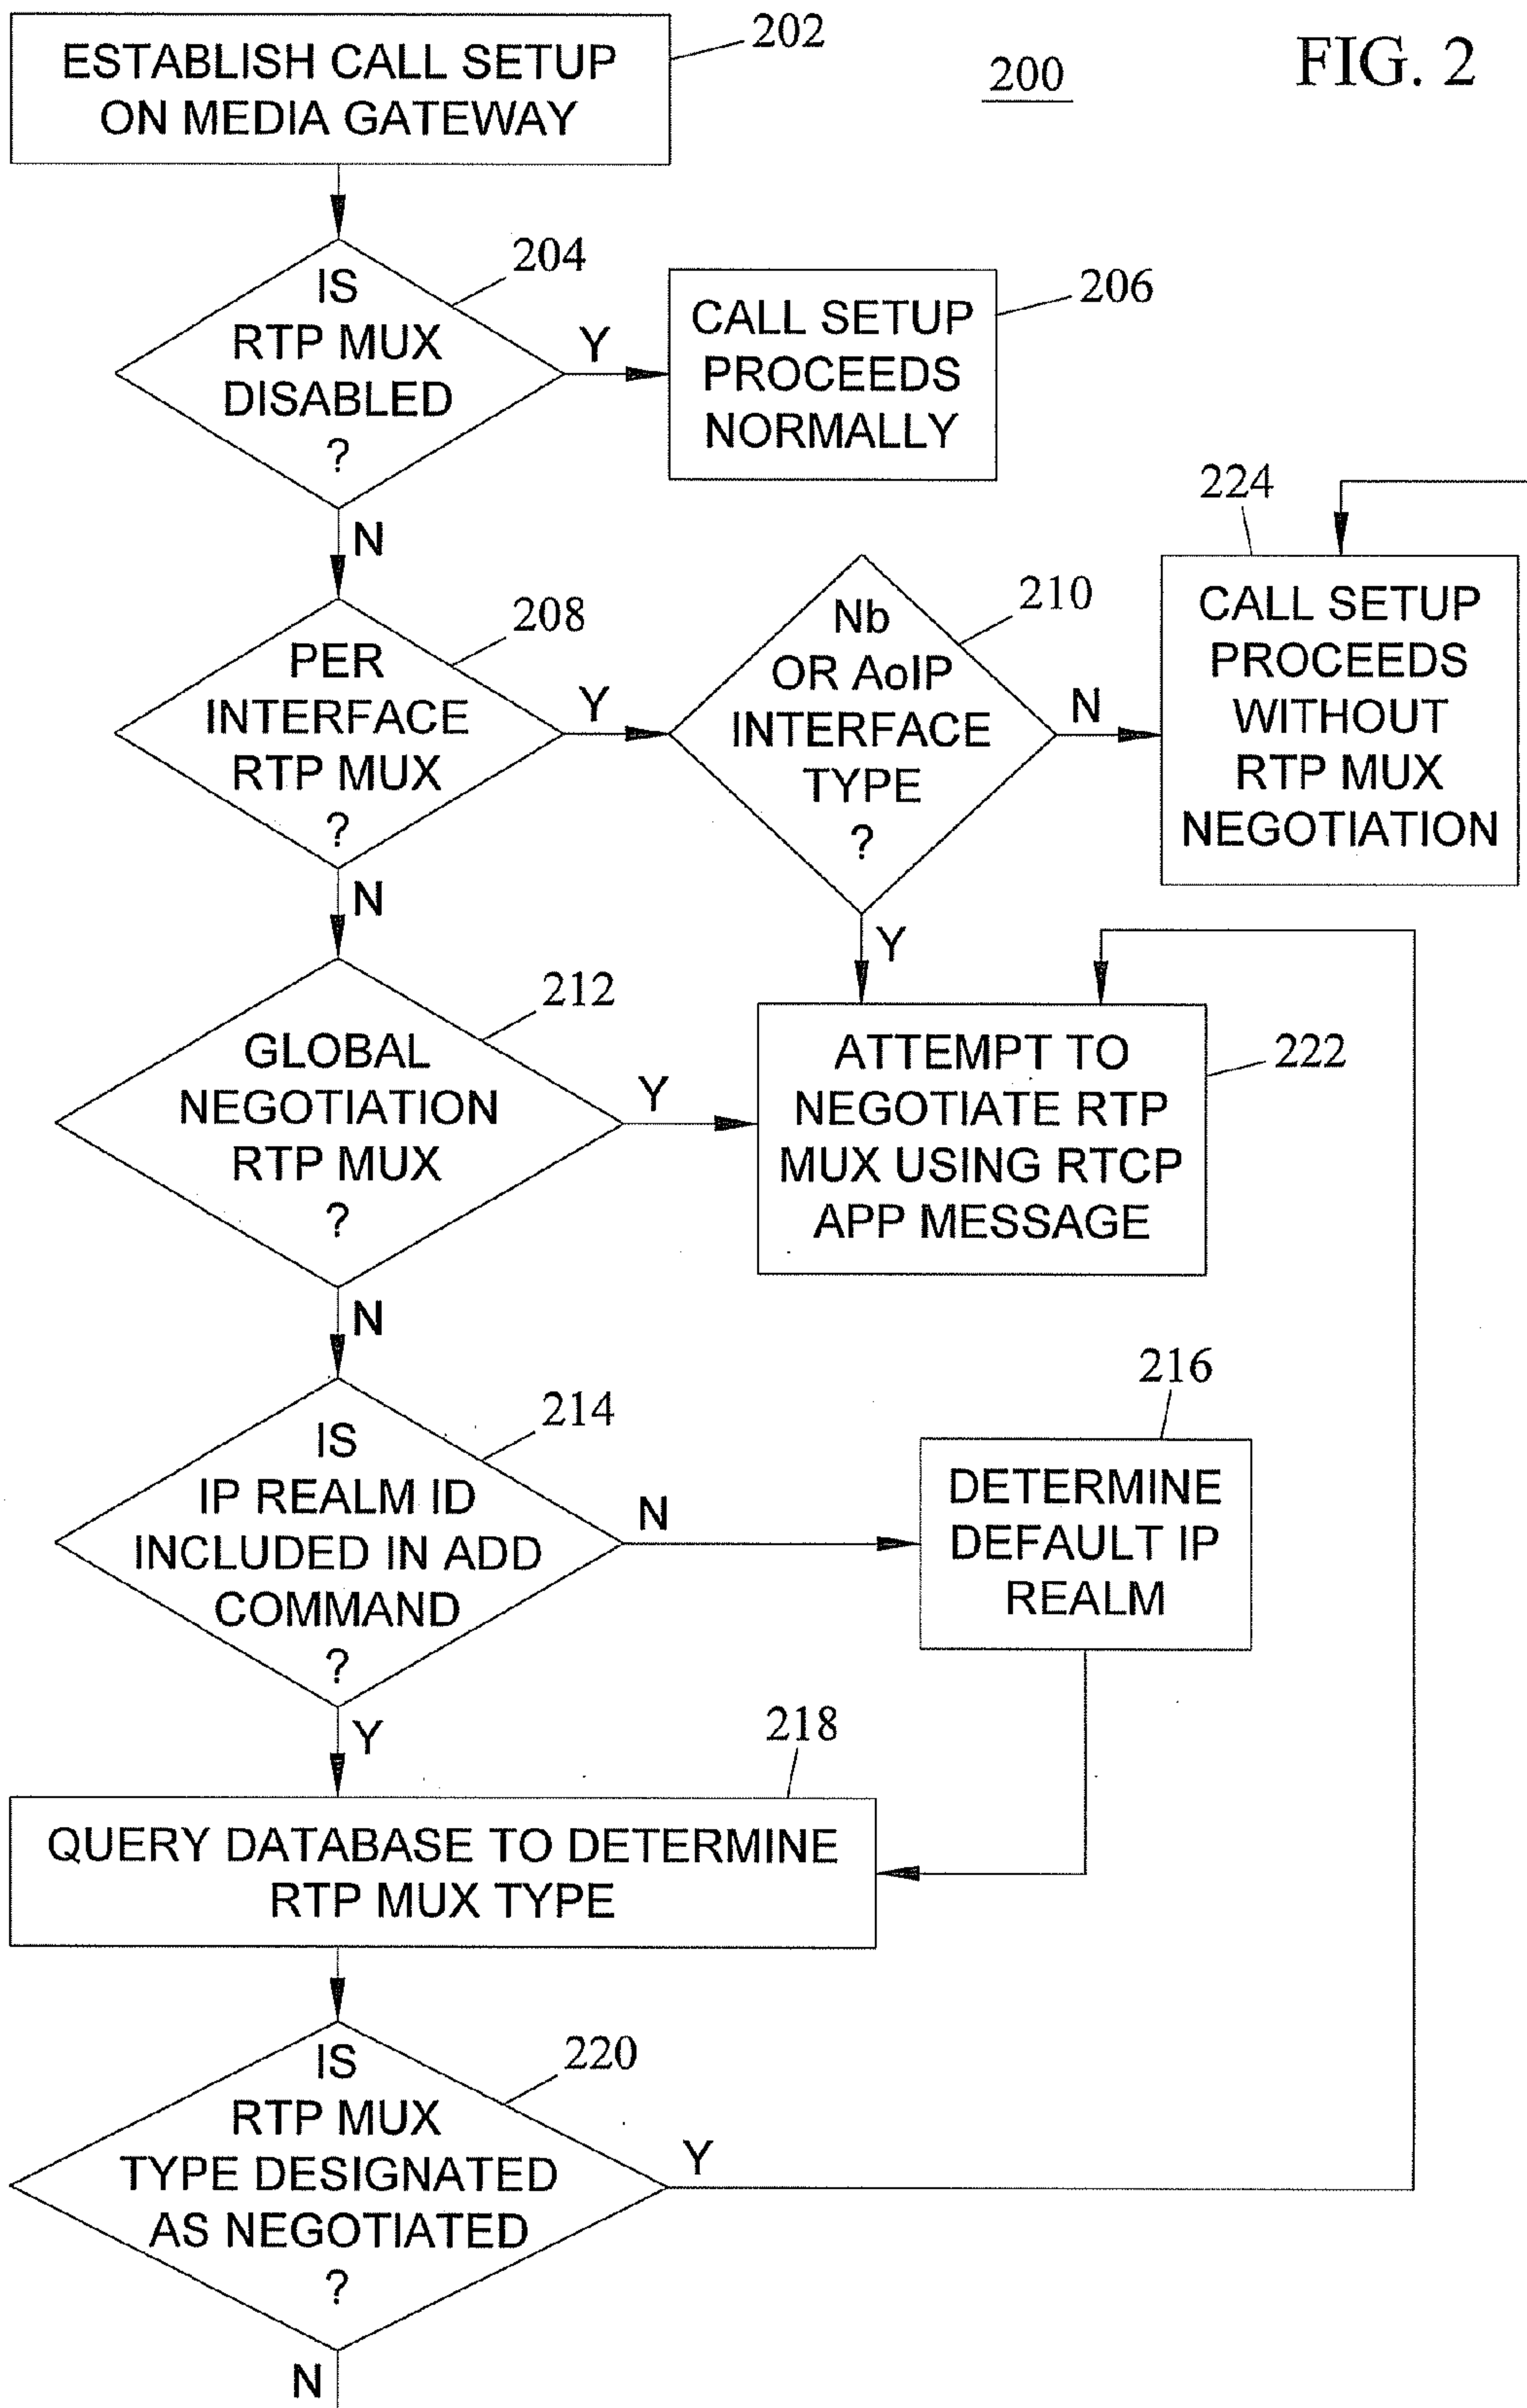 FIG. 2
200
202
ESTABLISH CALL SETUP
ON MEDIA GATEWAY
204
IS
RTP MUX
DISABLED
?
Y
N
206
CALL SETUP
PROCEEDS
NORMALLY
208
PER
INTERFACE
RTP MUX
?
Y
N
210
Nb
OR AoIP
INTERFACE
TYPE
?
N
Y
224
CALL SETUP
PROCEEDS
WITHOUT
RTP MUX
NEGOTIATION
212
GLOBAL
NEGOTIATION
RTP MUX
?
Y
N
222
ATTEMPT TO
NEGOTIATE RTP
MUX USING RTCP
APP MESSAGE
214
IS
IP REALM ID
INCLUDED IN ADD
COMMAND
?
N
Y
216
DETERMINE
DEFAULT IP
REALM
218
QUERY DATABASE TO DETERMINE
RTP MUX TYPE
220
IS
RTP MUX
TYPE DESIGNATED
AS NEGOTIATED
?
Y
N